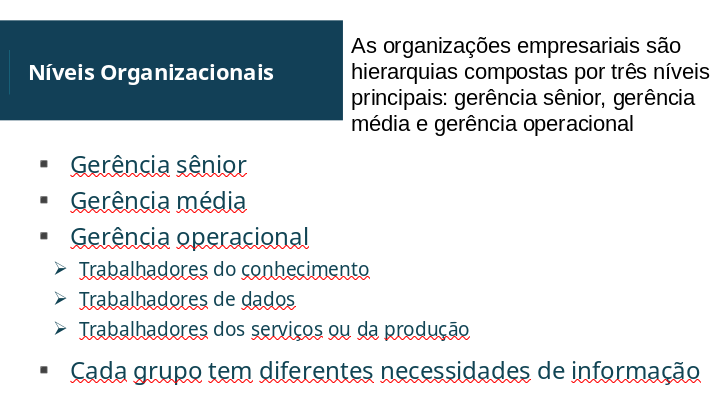 Níveis Organizacionais
As organizações empresariais são
hierarquias compostas por três níveis
principais: gerência sênior, gerência
média e gerência operacional
Gerência sênior
Gerência média
Gerência operacional
Trabalhadores do conhecimento
Trabalhadores de dados
Trabalhadores dos serviços ou da produção
Cada grupo tem diferentes necessidades de informação